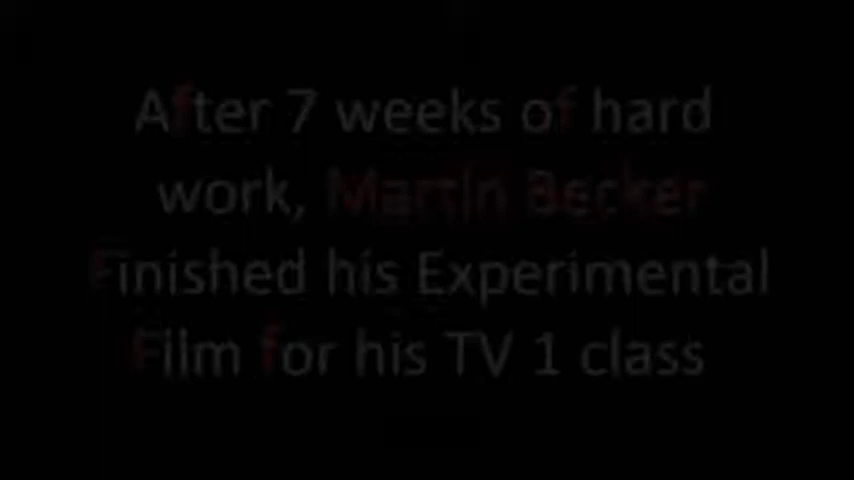 After 7 weeks of hard
work, Martin Becker
Finished his Experimental
Film for his TV 1 class